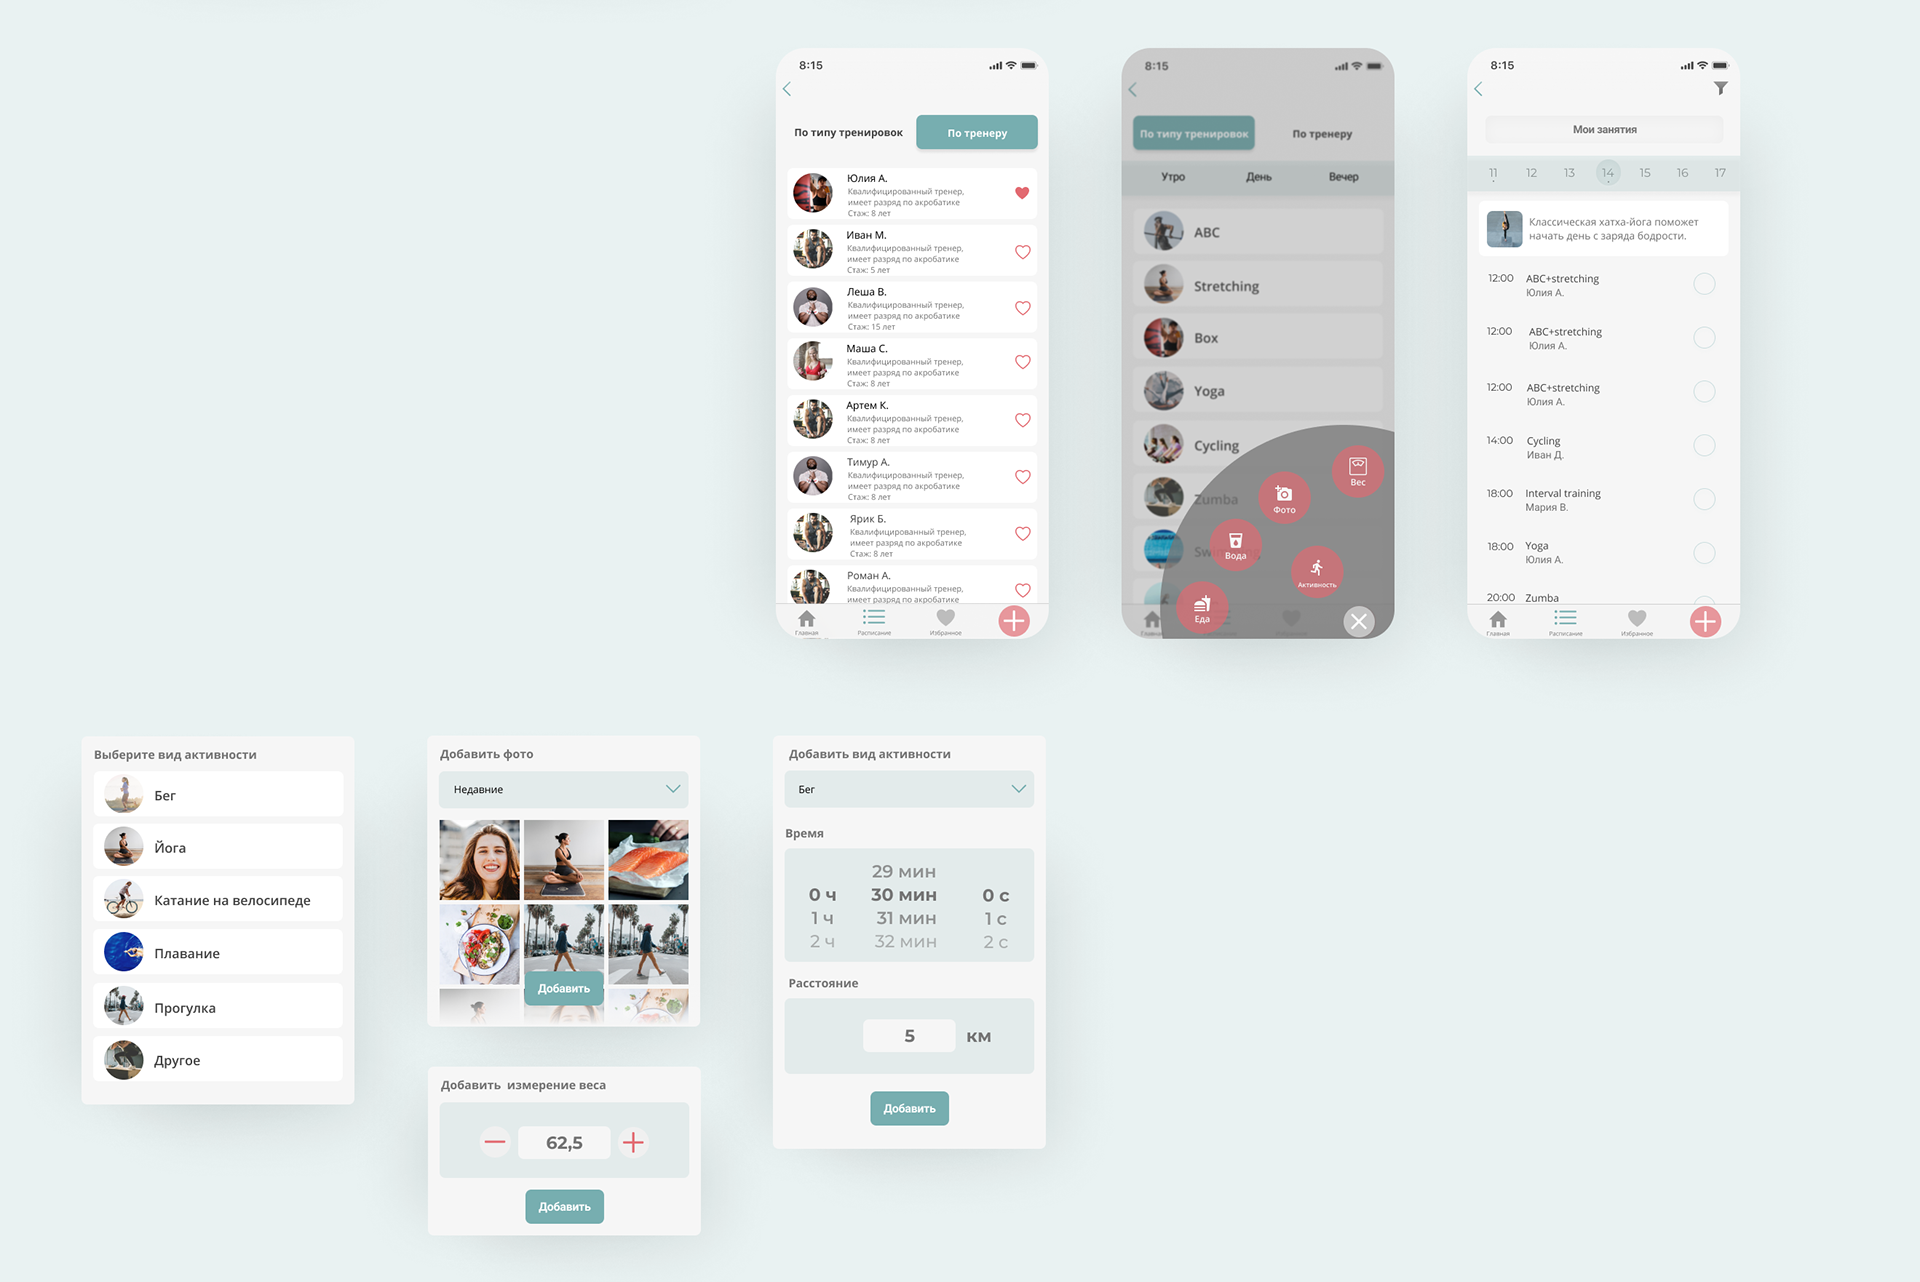 8:15
По типу тренировок
По тренеру
Юлия А.
Квалифицированный тренер,
имеет разряд по акробатике
Стаж: 8 лет
Иван М.
Квалифицированный тренер,
имеет разряд по акробатике
Стаж: 5 лет
Леша В.
Квалифицированный тренер,
имеет разряд по акробатике
Стаж: 15 лет
Маша С.
Квалифицированный тренер,
имеет разряд по акробатике
Стаж: 8 лет
Артем К.
Квалифицированный тренер,
имеет разряд по акробатике
Стаж: 8 лет
Тимур А.
Квалифицированный тренер,
имеет разряд по акробатике
Стаж: 8 лет
Ярик Б.
Квалифицированный тренер,
имеет разряд по акробатике
Стаж: 8 лет
Роман А.
Квалифицированный тренер,
имеет разряд по акробатике
Главная
Расписание
Избранное
8:15
По типу тренировок
По тренеру
Утро
День
Вечер
ABC
Stretching
Box
Yoga
Cycling
Zumba
Вес
Фото
Вода
Активность
Еда
8:15
Мои занятия
11 12 13 14 15 16 17
Классическая хатха-йога поможет
начать день с заряда бодрости.
12:00 ABC+stretching
Юлия А.
12:00 ABC+stretching
Юлия А.
12:00 ABC+stretching
Юлия А.
14:00 Cycling
Иван Д.
18:00 Interval training
Мария В.
18:00 Yoga
Юлия А.
20:00 Zumba
Главная
Расписание
Избранное
Выберите вид активности
Бег
Йога
Катание на велосипеде
Плавание
Прогулка
Другое
Добавить фото
Недавние
Добавить
Добавить измерение веса
62,5
Добавить
Добавить вид активности
Бег
Время
29 мин
0 ч 30 мин 0 с
1 ч 31 мин 1 с
2 ч 32 мин 2 с
Расстояние
5 км
Добавить